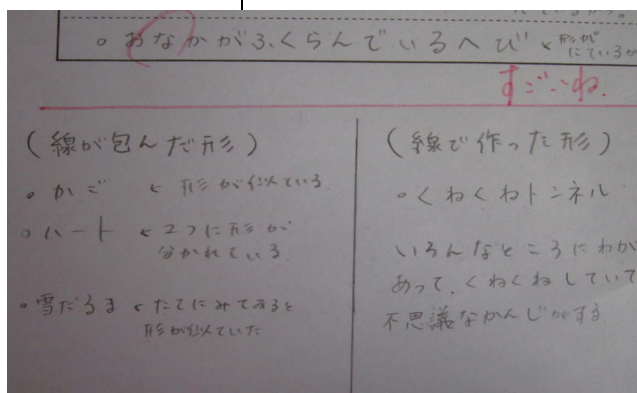 。おなかがふくらんでいるへび ← 形が
にているか
すごいね.
(線が包んだ形)
。かご ← 形が似ている
。ハート ← 2つに形が
分かれている.
。雪だるま ← たてにみてみると
形が似ていた
(線で作った形)
。くねくねトンネル
いろんなところにわが
あって、くねくねしていて
不思議なかんじがする